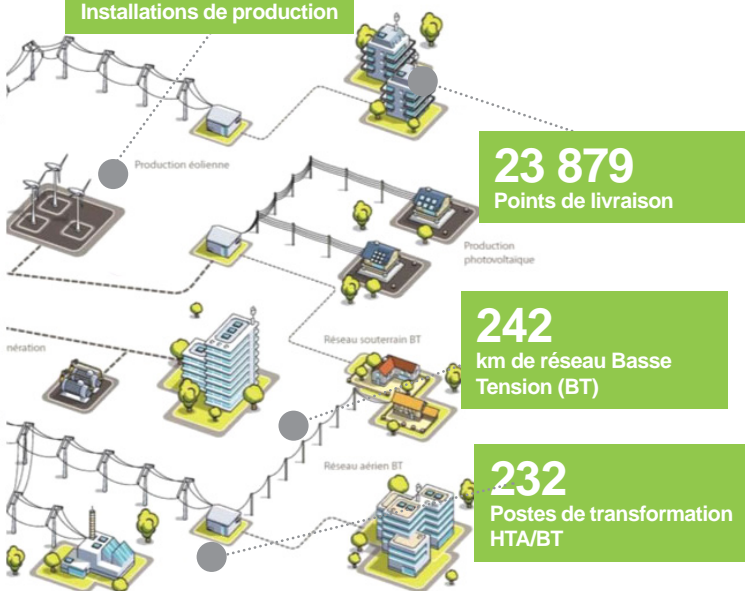 Installations de production
Production éolienne
23 879
Points de livraison
Production
photovoltaique
242
km de réseau Basse
Tension (BT)
Réseau souterrain BT
nération
Réseau aérien BT
232
Postes de transformation
HTA/BT